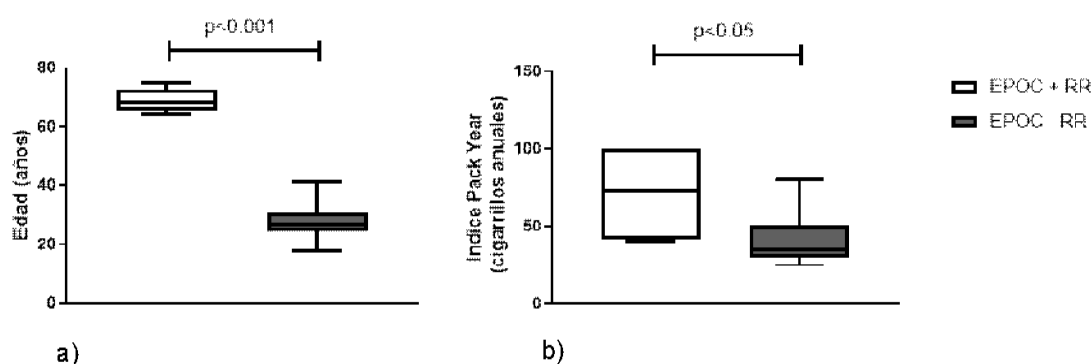 p<0.001
Edad (años)
80
60
40
20
0
a)
p<0.05
Indice Pack Year
(cigarrillos anuales)
150
100
50
0
b)
EPOC + RR
EPOC RR